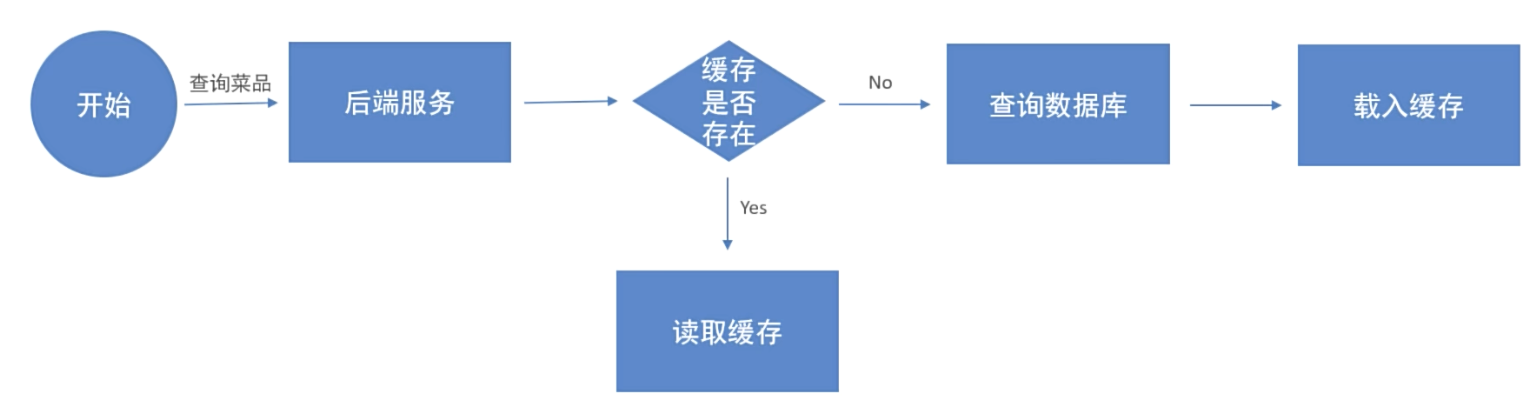 开始
查询菜品
后端服务
缓存
是否
存在
No
查询数据库
载入缓存
Yes
读取缓存